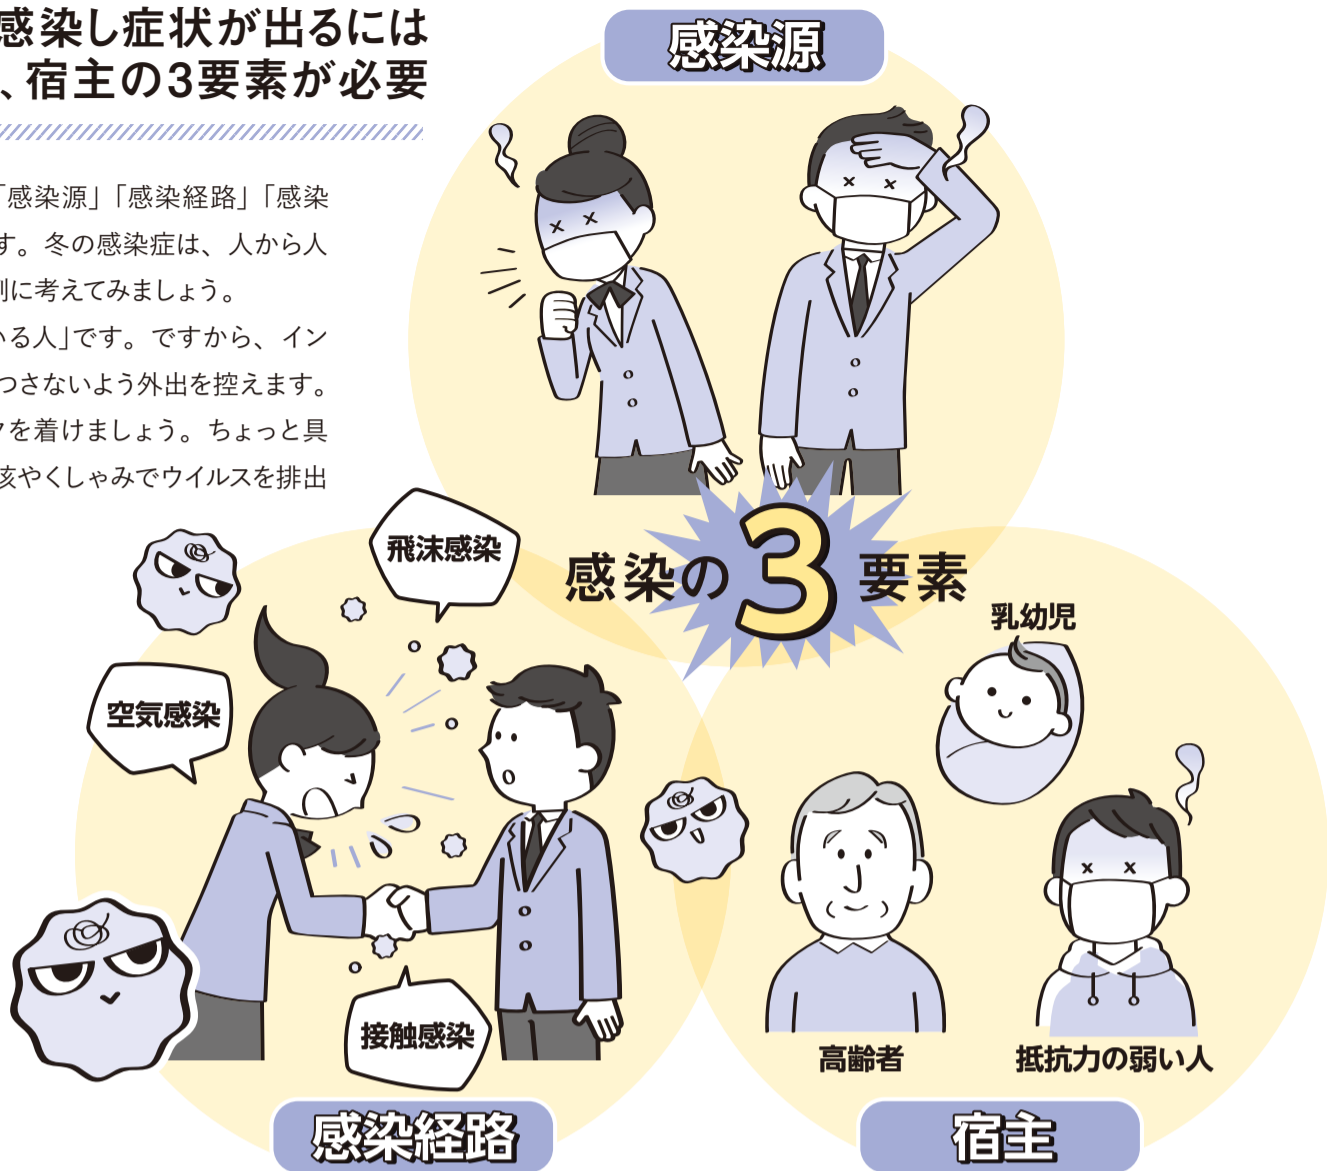 感染し症状が出るには
、宿主の3要素が必要
「感染源」「感染経路」「感染
す。冬の感染症は、人から人
列に考えてみましょう。
いる人」です。ですから、イン
つさないよう外出を控えます。
クを着けましょう。ちょっと具
咳やくしゃみでウイルスを排出
感染源
感染の3要素
飛沫感染
空気感染
接触感染
感染経路
乳幼児
高齢者
抵抗力の弱い人
宿主